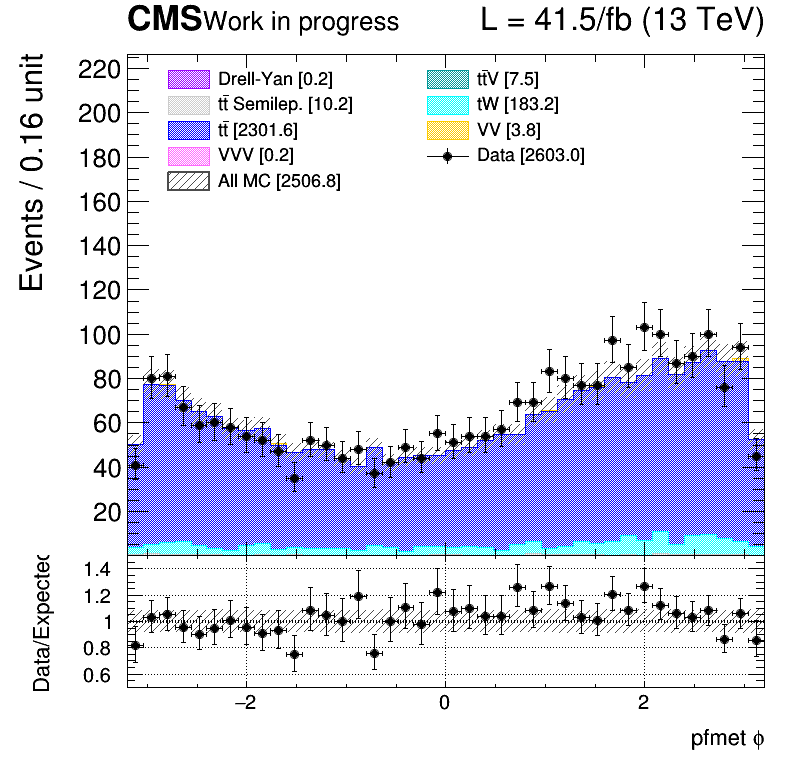 CMS Work in progress L = 41.5/fb (13 TeV)
Events / 0.16 unit
220
200
180
160
140
120
100
80
60
40
20
Drell-Yan [0.2]
tt̄ Semilep. [10.2]
tt̄ [2301.6]
VVV [0.2]
All MC [2506.8]
tt̄V [7.5]
tW [183.2]
VV [3.8]
Data [2603.0]
Data/Expected
1.4
1.2
1
0.8
0.6
−2 0 2
pfmet ϕ